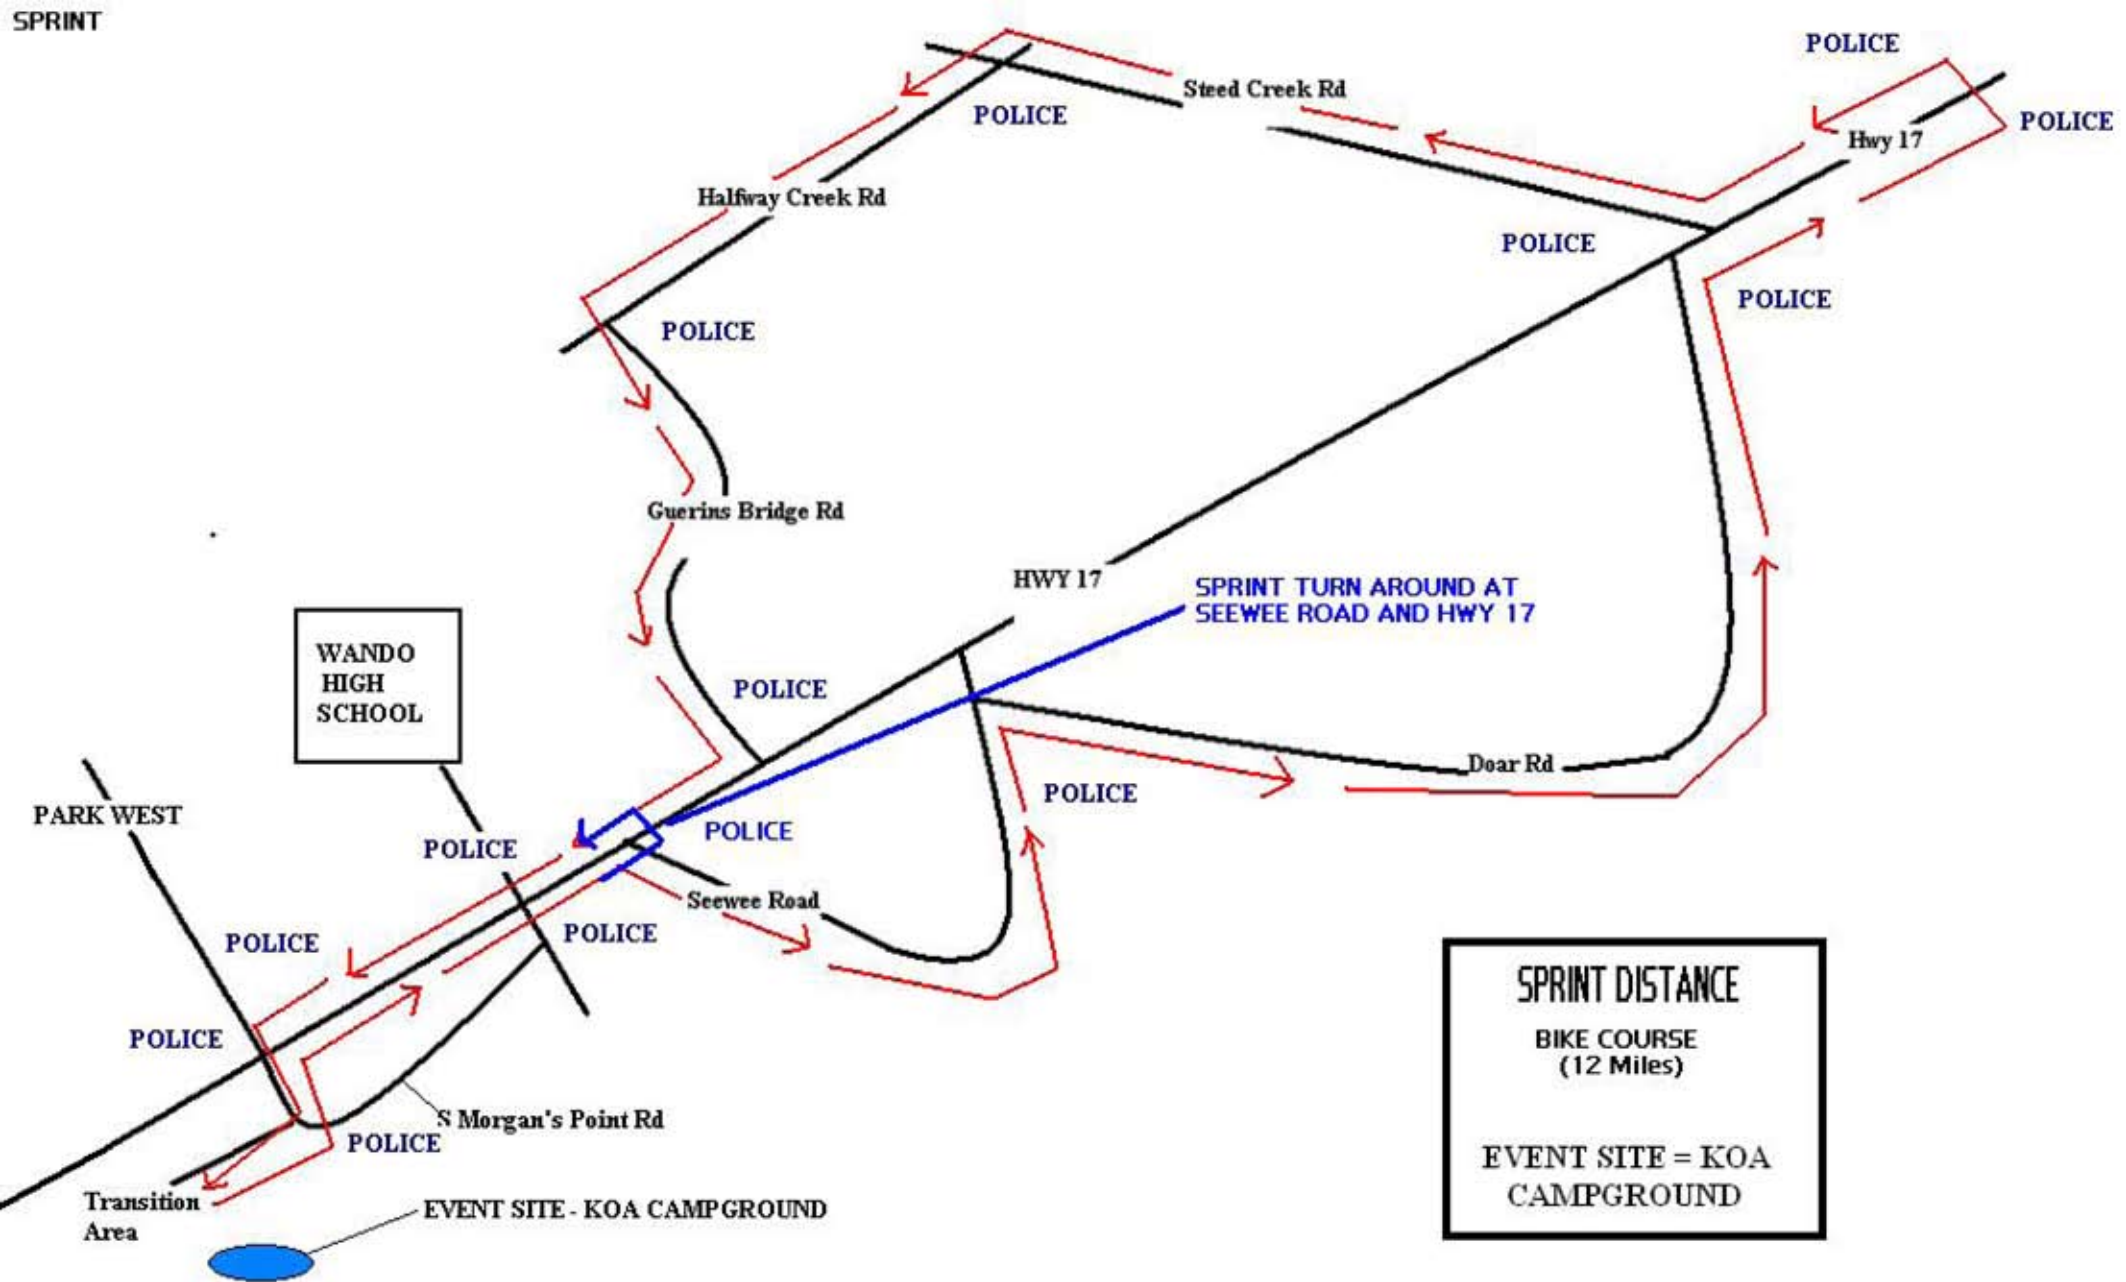 SPRINT
POLICE
Steed Creek Rd
POLICE
POLICE
Hwy 17
Halfway Creek Rd
POLICE
POLICE
POLICE
Guerins Bridge Rd
HWY 17
SPRINT TURN AROUND AT
SEEWEE ROAD AND HWY 17
WANDO
HIGH
SCHOOL
POLICE
Doar Rd
POLICE
PARK WEST
POLICE
POLICE
Seewee Road
POLICE
POLICE
POLICE
S Morgan's Point Rd
POLICE
Transition
Area
EVENT SITE - KOA CAMPGROUND
SPRINT DISTANCE
BIKE COURSE
(12 Miles)
EVENT SITE = KOA
CAMPGROUND